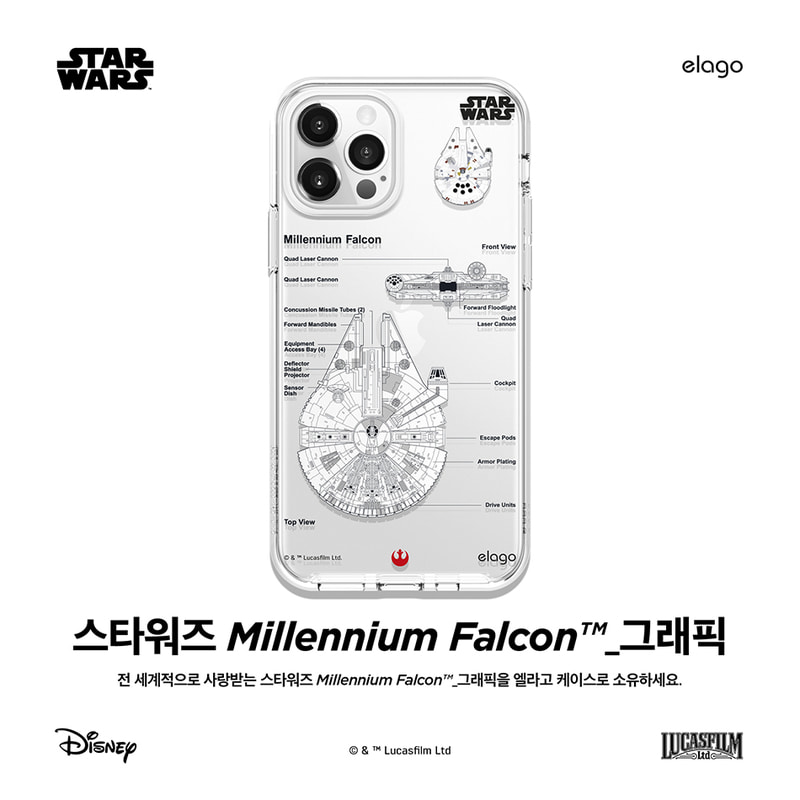 STAR
WARS
elago
STAR
WARS
Millennium Falcon
Front View
Quad Laser Cannon
Quad Laser Cannon
Concussion Missile Tubes (2)
Forward Floodlight
Quad
Laser Cannon
Forward Mandibles
Equipment
Access Bay (4)
Deflector
Shield
Projector
Sensor
Dish
Cockpit
Escape Pods
Armor Plating
Drive Units
Top View
© & ™ Lucasfilm Ltd.
elago
스타워즈 Millennium Falcon™_그래픽
전 세계적으로 사랑받는 스타워즈 Millennium Falcon™_그래픽을 엘라고 케이스로 소유하세요.
Disney
© & ™ Lucasfilm Ltd
LUCASFILM
Ltd